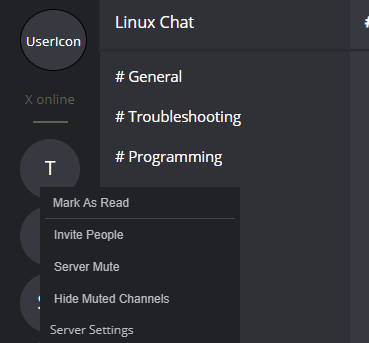 UserIcon
X online
T
Linux Chat
# General
# Troubleshooting
# Programming
Mark As Read
Invite People
Server Mute
Hide Muted Channels
Server Settings